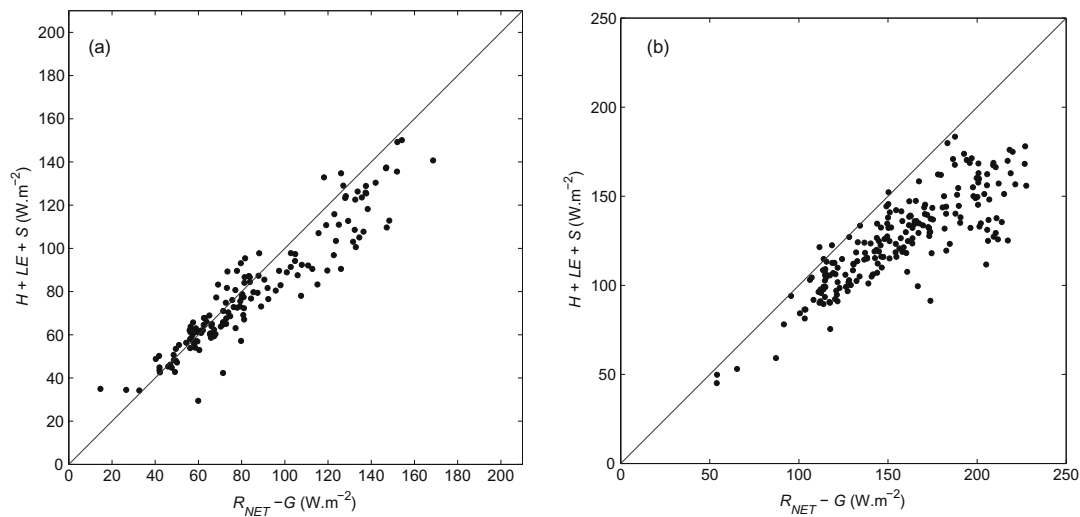 (a)
200
180
160
140
120
100
80
60
40
20
0
H + LE + S (W.m⁻²)
0 20 40 60 80 100 120 140 160 180 200
R_NET − G (W.m⁻²)
(b)
250
200
150
100
50
0
H + LE + S (W.m⁻²)
0 50 100 150 200 250
R_NET − G (W.m⁻²)